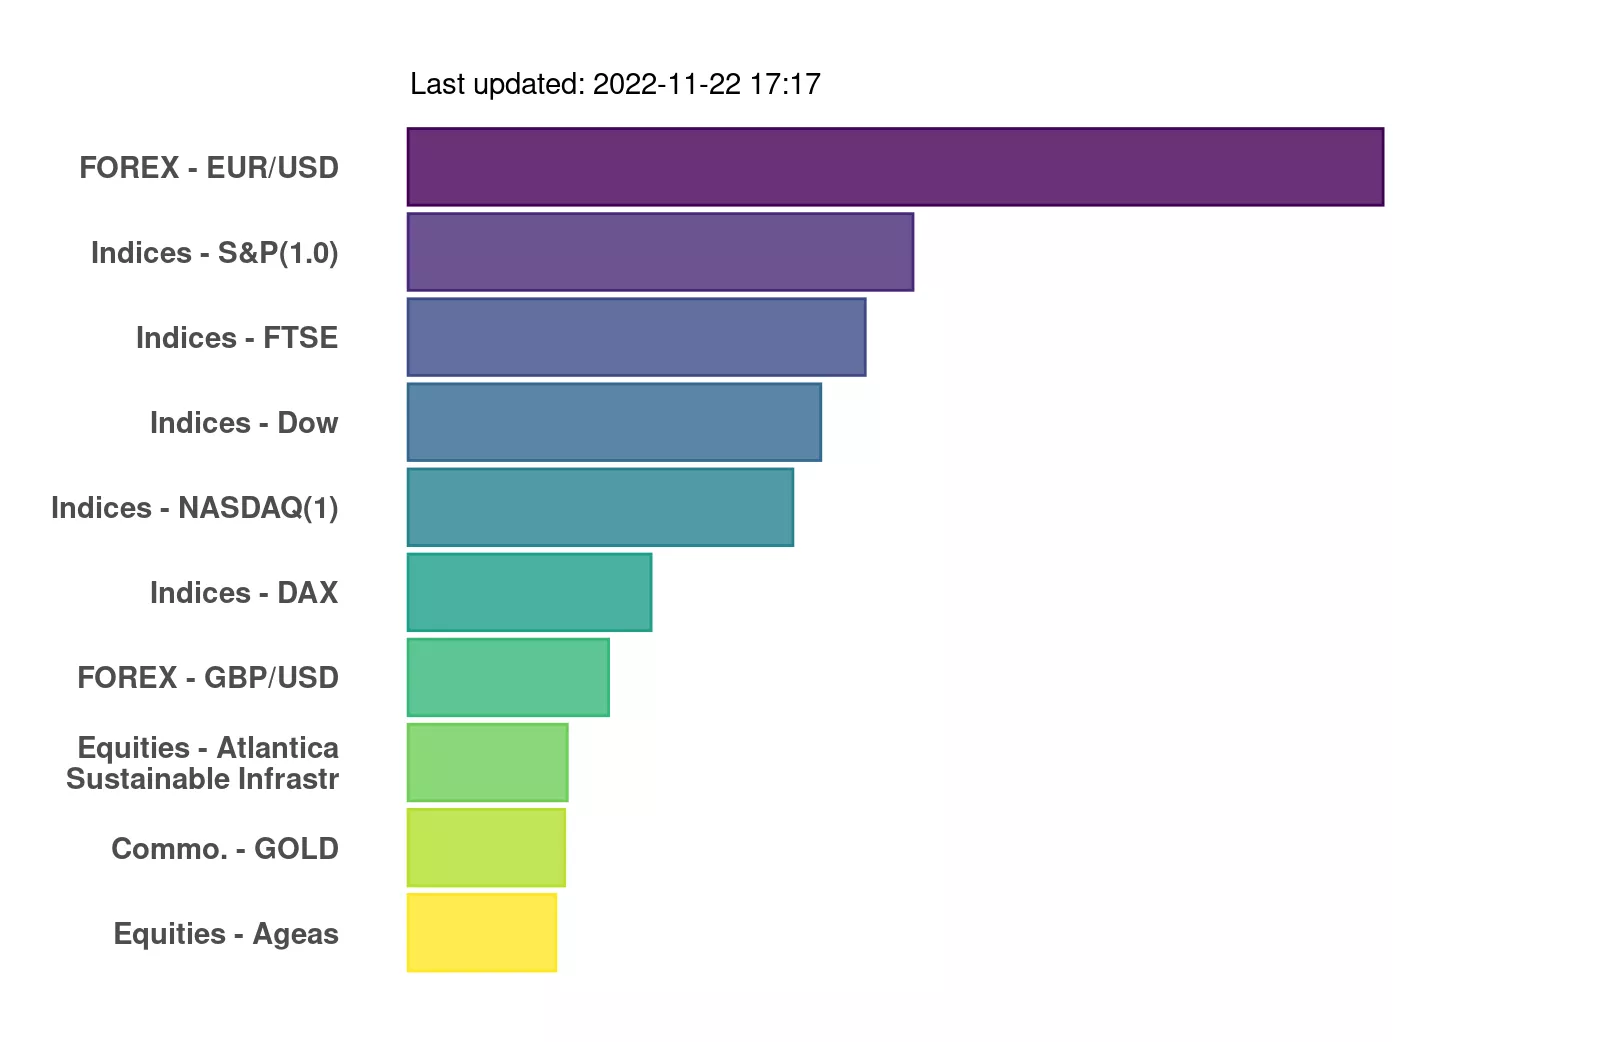 Last updated: 2022-11-22 17:17
FOREX - EUR/USD
Indices - S&P(1.0)
Indices - FTSE
Indices - Dow
Indices - NASDAQ(1)
Indices - DAX
FOREX - GBP/USD
Equities - Atlantica
Sustainable Infrastr
Commo. - GOLD
Equities - Ageas